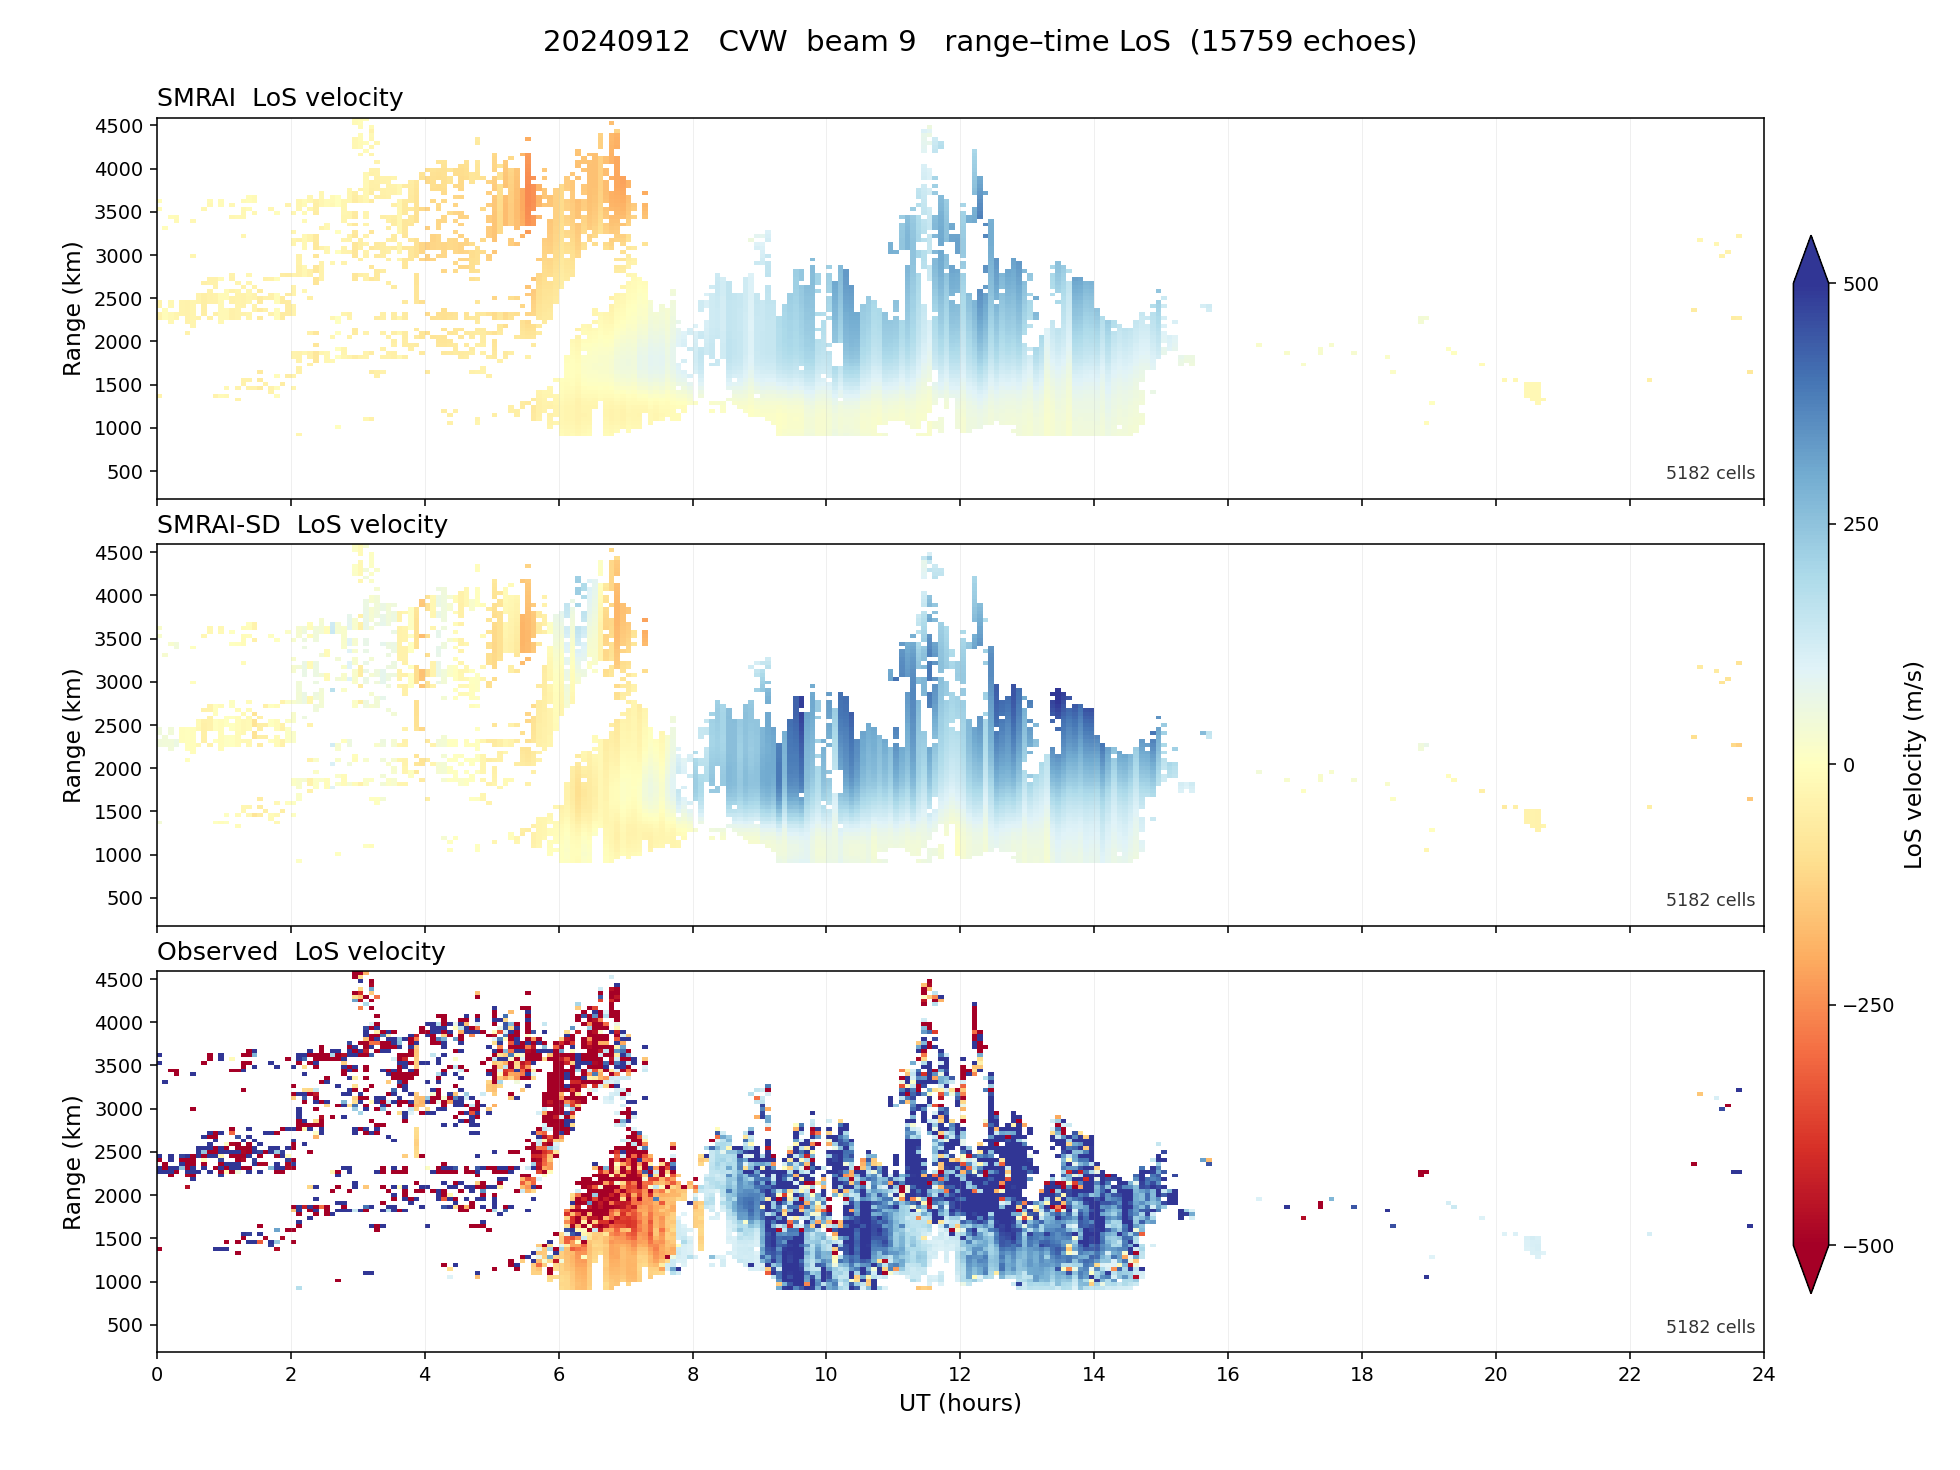 20240912   CVW  beam 9   range–time LoS  (15759 echoes)
SMRAI  LoS velocity
4500
4000
3500
3000
2500
2000
1500
1000
500
Range (km)
5182 cells
SMRAI-SD  LoS velocity
4500
4000
3500
3000
2500
2000
1500
1000
500
Range (km)
5182 cells
Observed  LoS velocity
4500
4000
3500
3000
2500
2000
1500
1000
500
Range (km)
5182 cells
0 2 4 6 8 10 12 14 16 18 20 22 24
UT (hours)
500
250
0
−250
−500
LoS velocity (m/s)